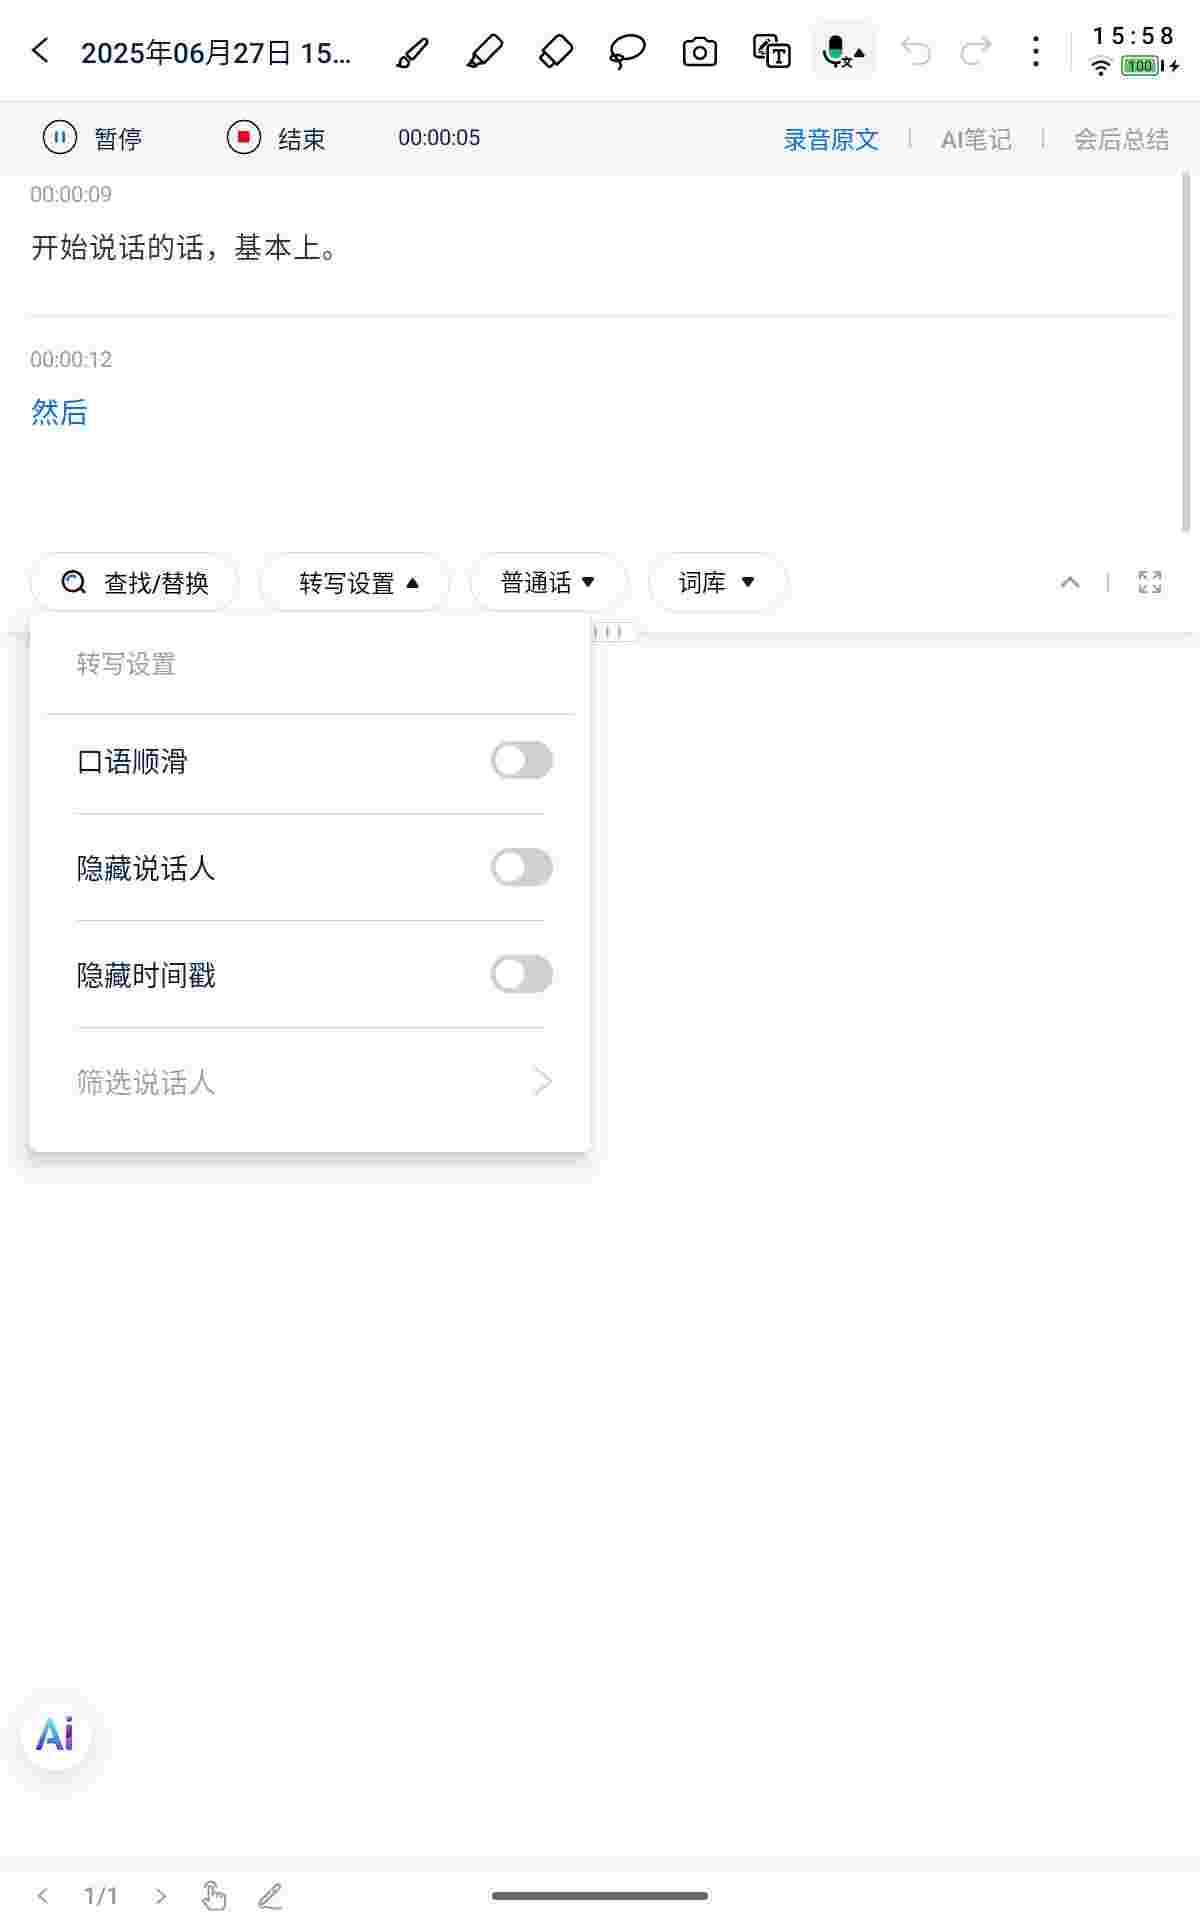 2025年06月27日 15...
15:58
100
暂停
结束
00:00:05
录音原文
AI笔记
会后总结
00:00:09
开始说话的话，基本上。
00:00:12
然后
查找/替换
转写设置
普通话
词库
转写设置
口语顺滑
隐藏说话人
隐藏时间戳
筛选说话人
Ai
1/1